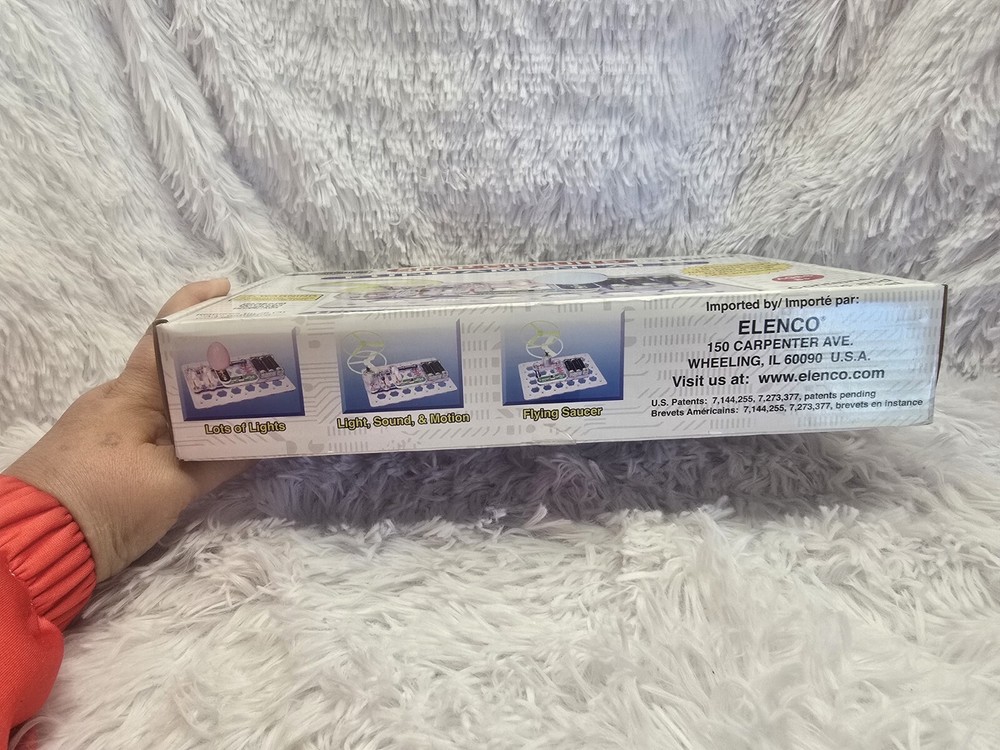 Lots of Lights
Light, Sound, & Motion
Flying Saucer
Imported by/ Importé par:
ELENCO®
150 CARPENTER AVE.
WHEELING, IL 60090 U.S.A.
Visit us at: www.elenco.com
U.S. Patents: 7,144,255, 7,273,377, patents pending
Brevets Américains: 7,144,255, 7,273,377, brevets en instance